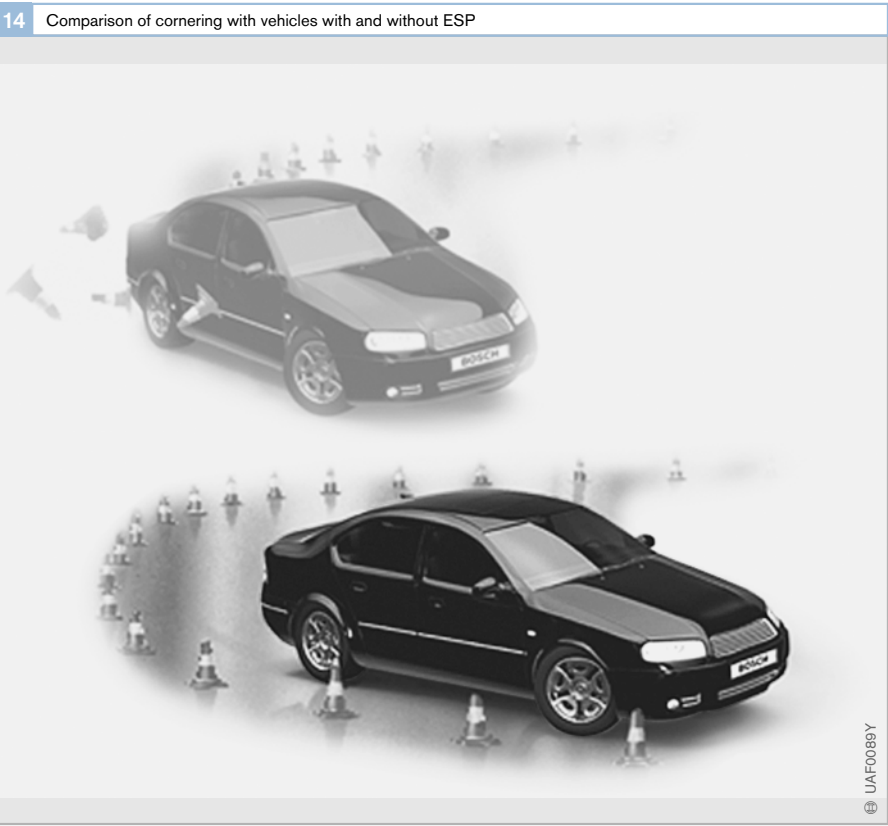 14 Comparison of cornering with vehicles with and without ESP
BOSCH
BOSCH
UAF0089Y